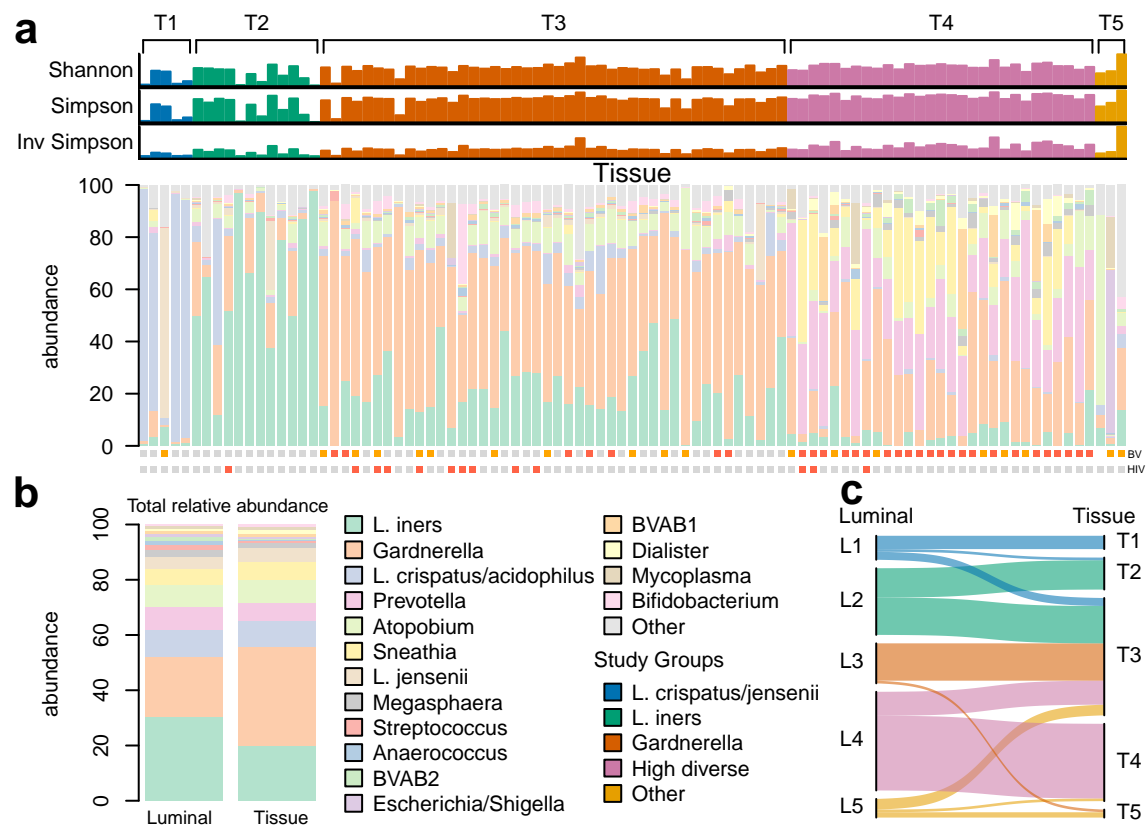 a
T1 T2 T3 T4 T5
Shannon
Simpson
Inv Simpson
Tissue
abundance
100
80
60
40
20
0
BV
HIV
b
Total relative abundance
abundance
100
80
60
40
20
0
Luminal Tissue
L. iners
Gardnerella
L. crispatus/acidophilus
Prevotella
Atopobium
Sneathia
L. jensenii
Megasphaera
Streptococcus
Anaerococcus
BVAB2
Escherichia/Shigella
BVAB1
Dialister
Mycoplasma
Bifidobacterium
Other
Study Groups
L. crispatus/jensenii
L. iners
Gardnerella
High diverse
Other
c
Luminal Tissue
L1
L2
L3
L4
L5
T1
T2
T3
T4
T5